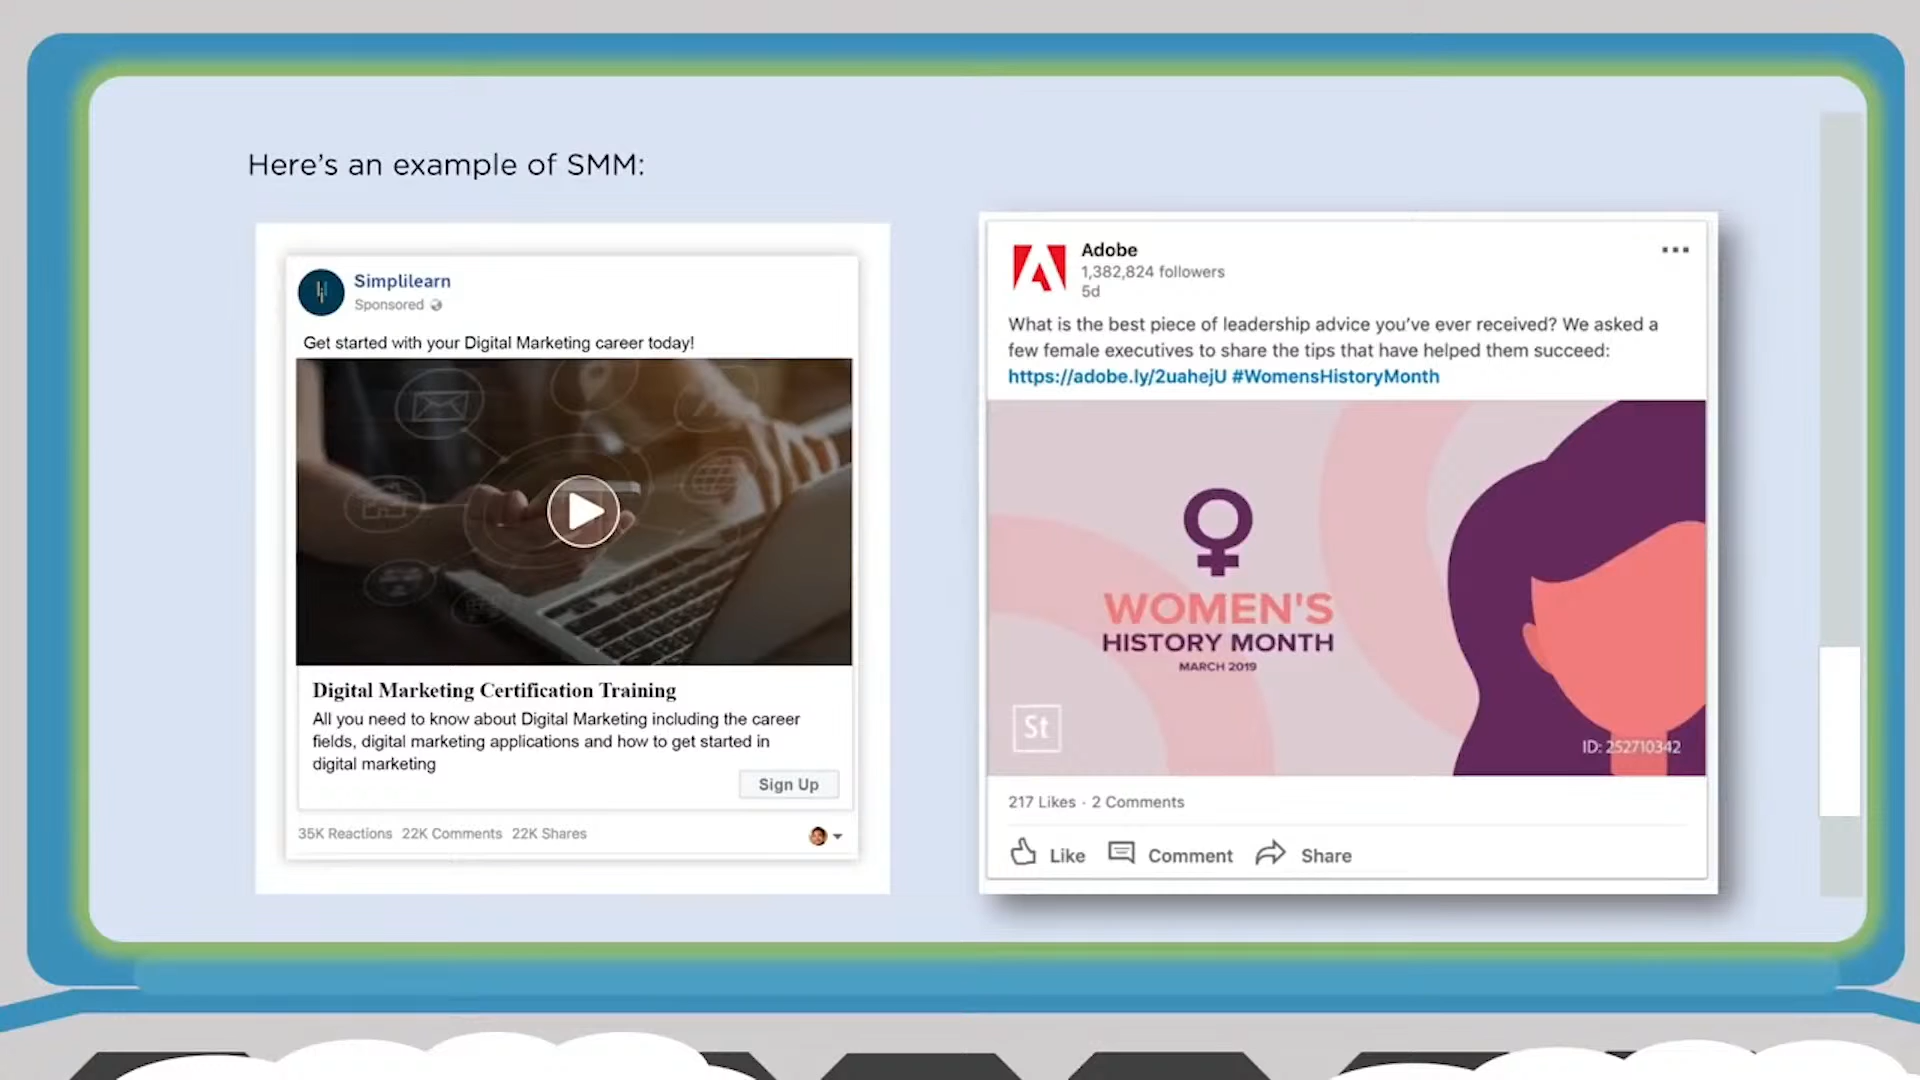 Here's an example of SMM:
Simplilearn
Sponsored
Get started with your Digital Marketing career today!
Digital Marketing Certification Training
All you need to know about Digital Marketing including the career
fields, digital marketing applications and how to get started in
digital marketing
Sign Up
35K Reactions 22K Comments 22K Shares
Adobe
1,382,824 followers
5d
What is the best piece of leadership advice you've ever received? We asked a
few female executives to share the tips that have helped them succeed:
https://adobe.ly/2uahejU #WomensHistoryMonth
WOMEN'S
HISTORY MONTH
MARCH 2019
St
ID: 252710342
217 Likes · 2 Comments
Like Comment Share